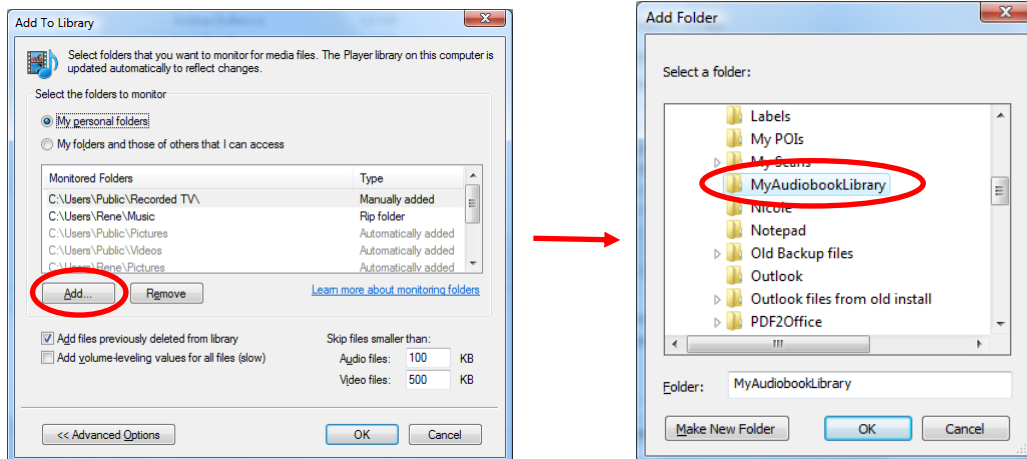 Add To Library
Select folders that you want to monitor for media files. The Player library on this computer is
updated automatically to reflect changes.
Select the folders to monitor
My personal folders
My folders and those of others that I can access
Monitored Folders Type
C:\Users\Public\Recorded TV\ Manually added
C:\Users\Rene\Music Rip folder
C:\Users\Public\Pictures Automatically added
C:\Users\Public\Videos Automatically added
C:\Users\Rene\Pictures Automatically added
Add... Remove Learn more about monitoring folders
Add files previously deleted from library Skip files smaller than:
Add volume-leveling values for all files (slow) Audio files: 100 KB
Video files: 500 KB
<< Advanced Options OK Cancel
Add Folder
Select a folder:
Labels
My POIs
My Scans
MyAudiobookLibrary
Nicole
Notepad
Old Backup files
Outlook
Outlook files from old install
PDF2Office
Folder: MyAudiobookLibrary
Make New Folder OK Cancel